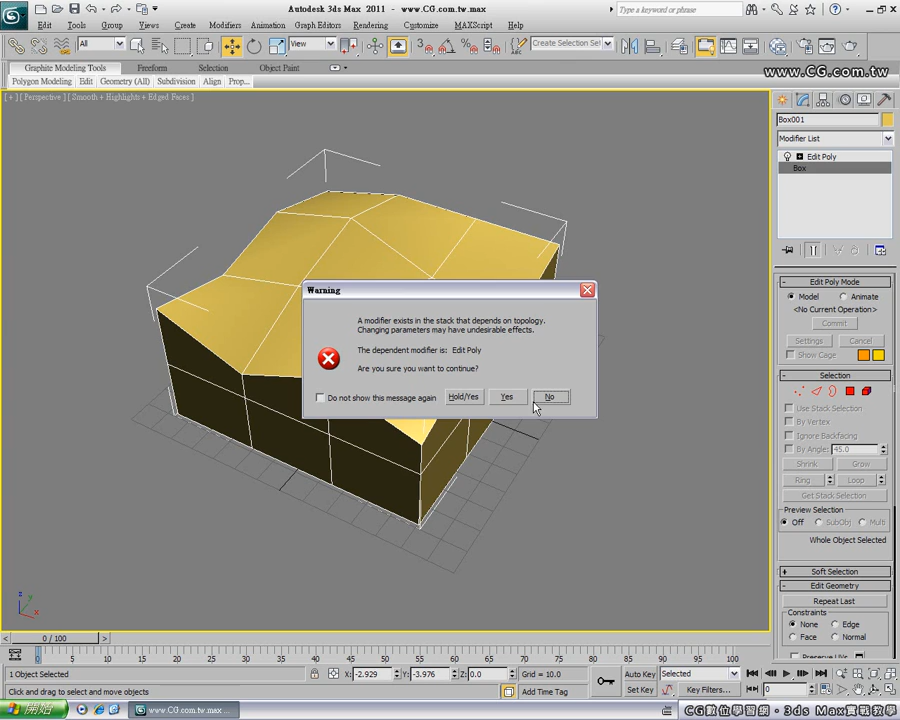 Autodesk 3ds Max 2011 - www.CG.com.tw.max
Type a keyword or phrase
Edit Tools Group Views Create Modifiers Animation Graph Editors Rendering Customize MAXScript Help
All View Create Selection Set
Graphite Modeling Tools Freeform Selection Object Paint
Polygon Modeling Edit Geometry (All) Subdivision Align Prop...
www.CG.com.tw
[ + ] [ Perspective ] [ Smooth + Highlights + Edged Faces ]
Box001
Modifier List
Edit Poly
Box
Warning
A modifier exists in the stack that depends on topology.
Changing parameters may have undesirable effects.
The dependent modifier is: Edit Poly
Are you sure you want to continue?
Do not show this message again Hold/Yes Yes No
Edit Poly Mode
Model Animate
<No Current Operation>
Commit
Settings Cancel
Show Cage
Selection
Use Stack Selection
By Vertex
Ignore Backfacing
By Angle: 45.0
Shrink Grow
Ring Loop
Get Stack Selection
Preview Selection
Off SubObj Multi
Whole Object Selected
Soft Selection
Edit Geometry
Repeat Last
Constraints
None Edge
Face Normal
Preserve UVs
z
y
x
0 / 100
0 5 10 15 20 25 30 35 40 45 50 55 60 65 70 75 80 85 90 95 100
1 Object Selected X: -2.929 Y: -3.976 Z: 0.0 Grid = 10.0 Auto Key Selected
Click and drag to select and move objects Add Time Tag Set Key Key Filters... 0
開始 www.CG.com.tw.max ... CG數位學習網・3ds Max實戰教學